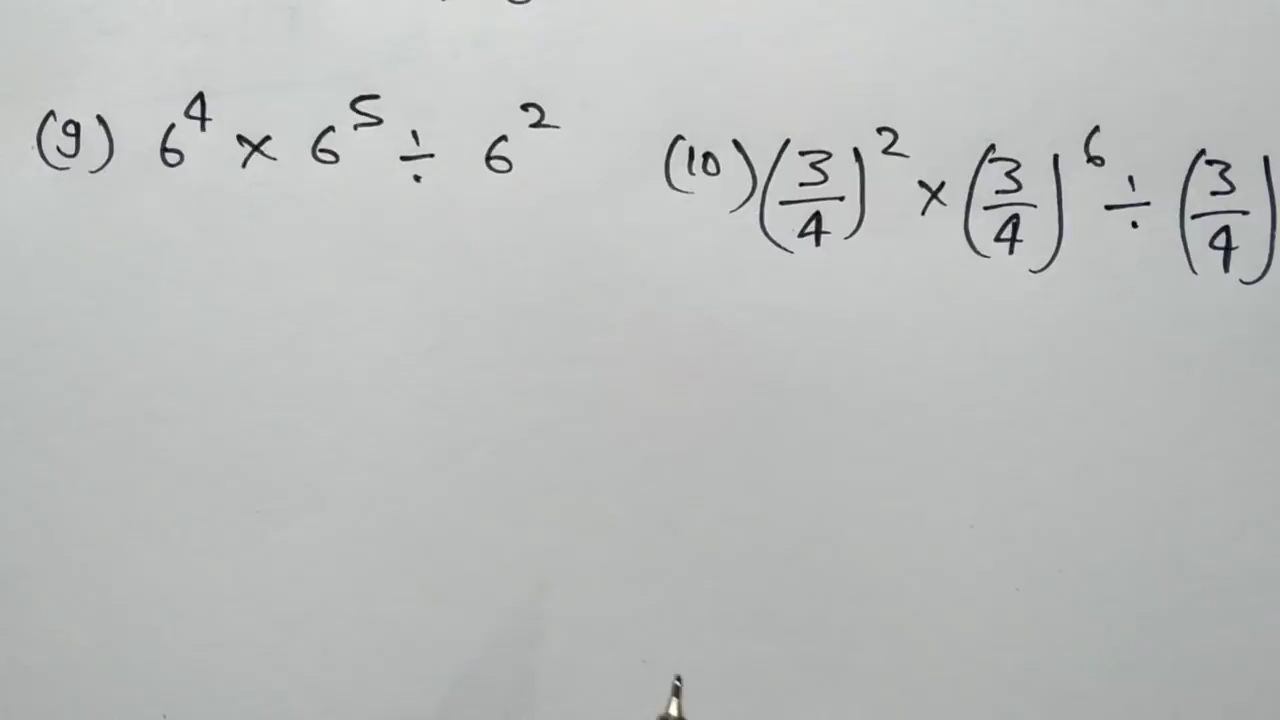 (9) 6⁴ × 6⁵ ÷ 6²
(10) (3/4)² × (3/4)⁶ ÷ (3/4)